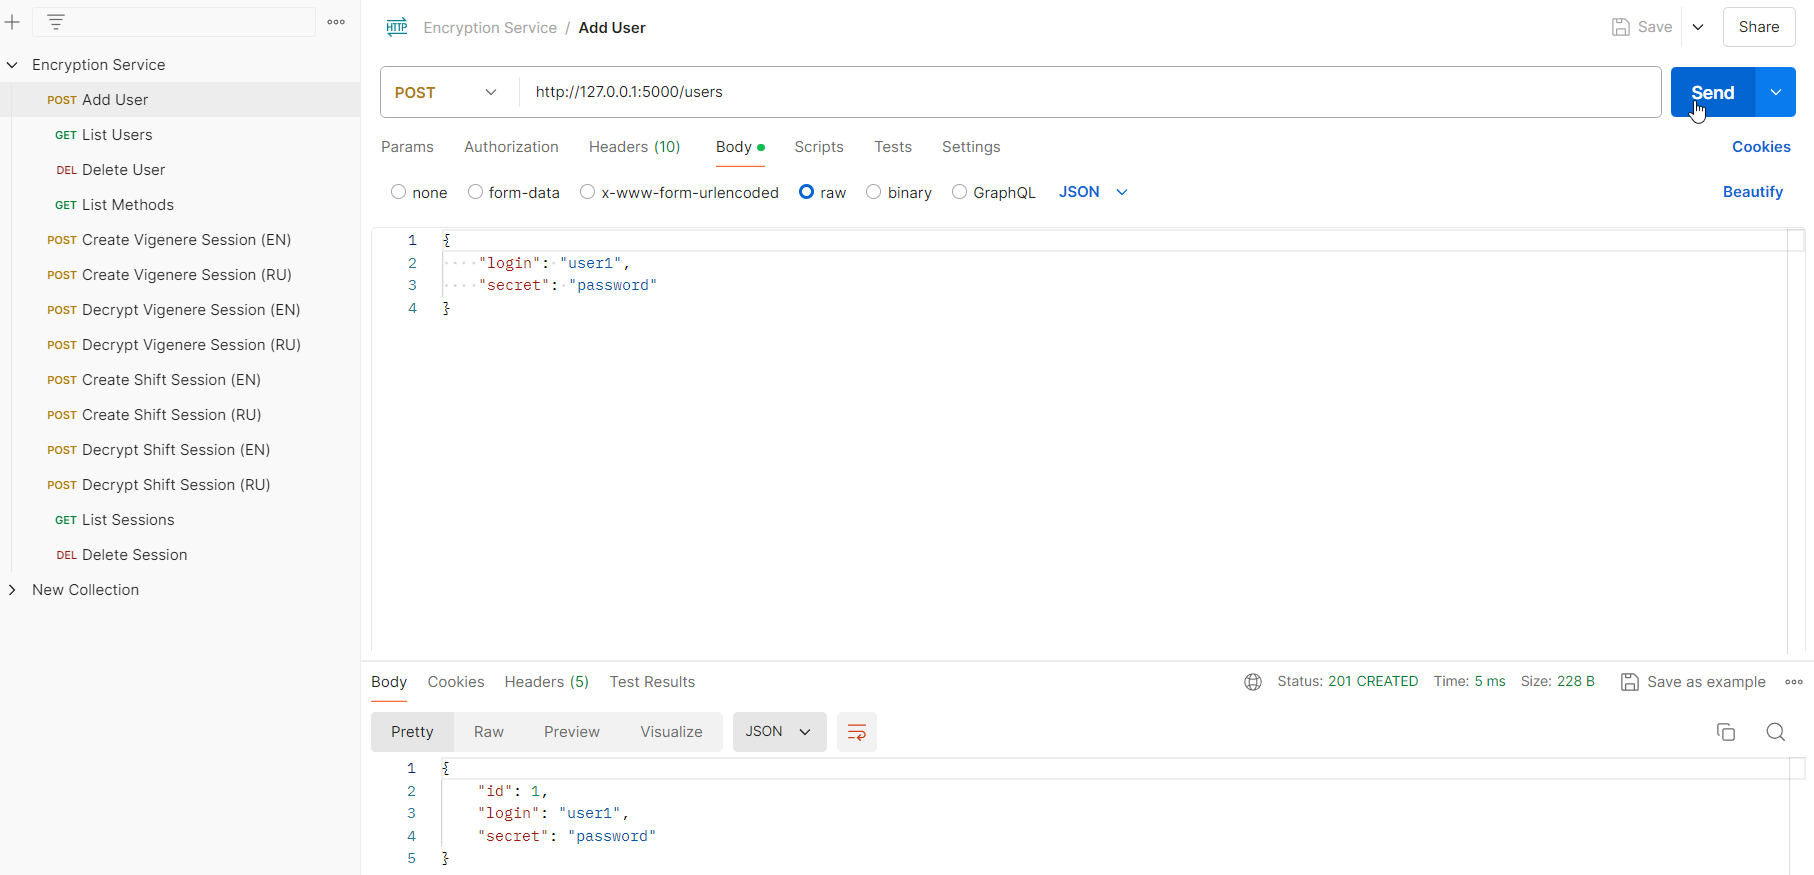 Encryption Service
POST Add User
GET List Users
DEL Delete User
GET List Methods
POST Create Vigenere Session (EN)
POST Create Vigenere Session (RU)
POST Decrypt Vigenere Session (EN)
POST Decrypt Vigenere Session (RU)
POST Create Shift Session (EN)
POST Create Shift Session (RU)
POST Decrypt Shift Session (EN)
POST Decrypt Shift Session (RU)
GET List Sessions
DEL Delete Session
New Collection
HTTP Encryption Service / Add User
Save
Share
POST http://127.0.0.1:5000/users
Send
Params Authorization Headers (10) Body Scripts Tests Settings
Cookies
none form-data x-www-form-urlencoded raw binary GraphQL JSON
Beautify
1 {
2 "login": "user1",
3 "secret": "password"
4 }
Body Cookies Headers (5) Test Results
Status: 201 CREATED Time: 5 ms Size: 228 B Save as example
Pretty Raw Preview Visualize JSON
1 {
2 "id": 1,
3 "login": "user1",
4 "secret": "password"
5 }